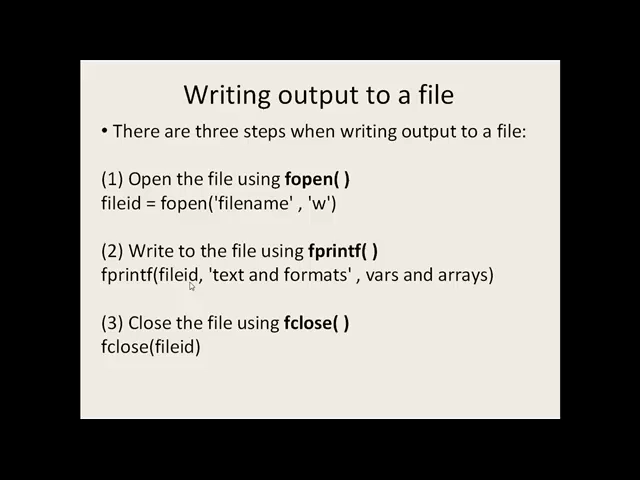 Writing output to a file
• There are three steps when writing output to a file:
(1) Open the file using fopen( )
fileid = fopen('filename' , 'w')
(2) Write to the file using fprintf( )
fprintf(fileid, 'text and formats' , vars and arrays)
(3) Close the file using fclose( )
fclose(fileid)